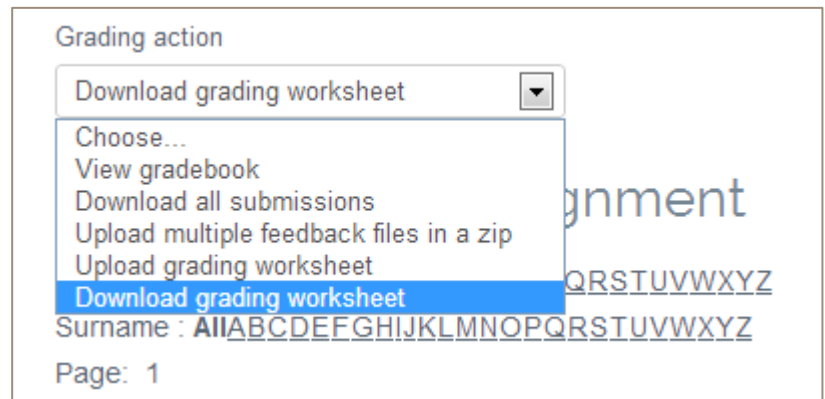 Grading action
Download grading worksheet
Choose...
View gradebook
Download all submissions
gnment
Upload multiple feedback files in a zip
Upload grading worksheet
QRSTUVWXYZ
Download grading worksheet
Surname : AllABCDEFGHIJKLMNOPQRSTUVWXYZ
Page: 1